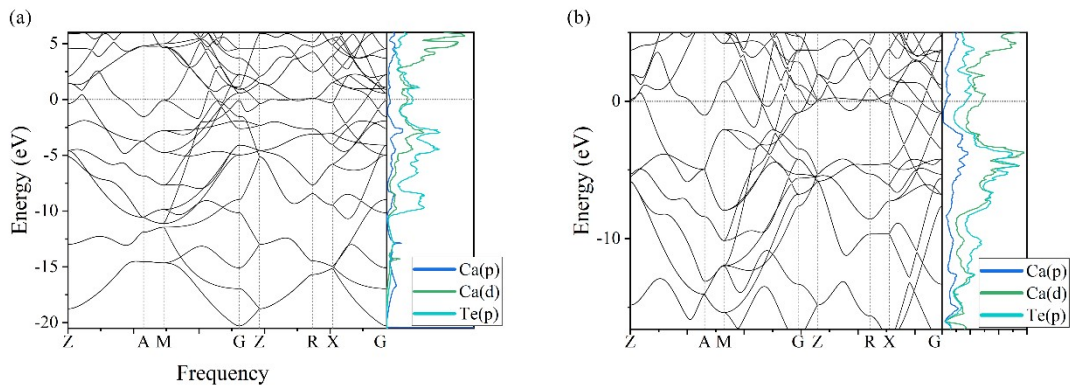 (a)
(b)
Energy (eV)
5
0
-5
-10
-15
-20
Ca(p)
Ca(d)
Te(p)
Z A M G Z R X G
Frequency
Energy (eV)
0
-10
Ca(p)
Ca(d)
Te(p)
Z A M G Z R X G